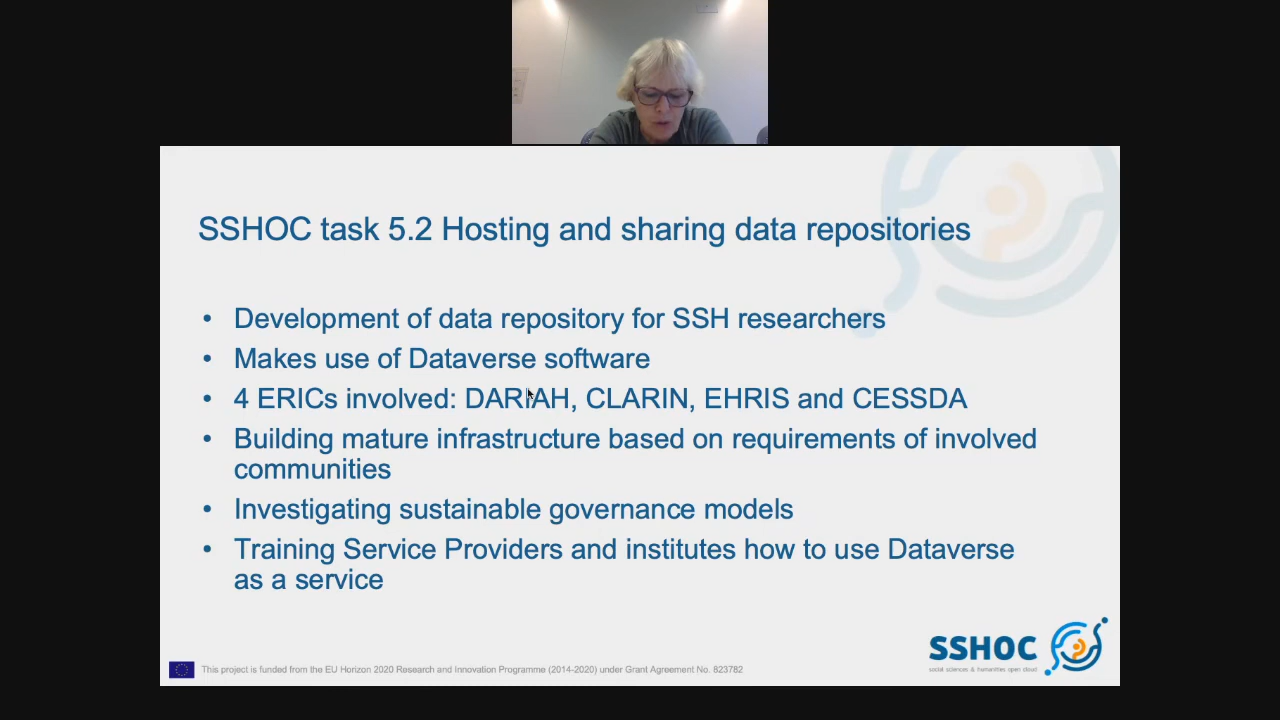 SSHOC task 5.2 Hosting and sharing data repositories
• Development of data repository for SSH researchers
• Makes use of Dataverse software
• 4 ERICs involved: DARIAH, CLARIN, EHRIS and CESSDA
• Building mature infrastructure based on requirements of involved
communities
• Investigating sustainable governance models
• Training Service Providers and institutes how to use Dataverse
as a service
SSHOC
social sciences & humanities open cloud
This project is funded from the EU Horizon 2020 Research and Innovation Programme (2014-2020) under Grant Agreement No. 823782